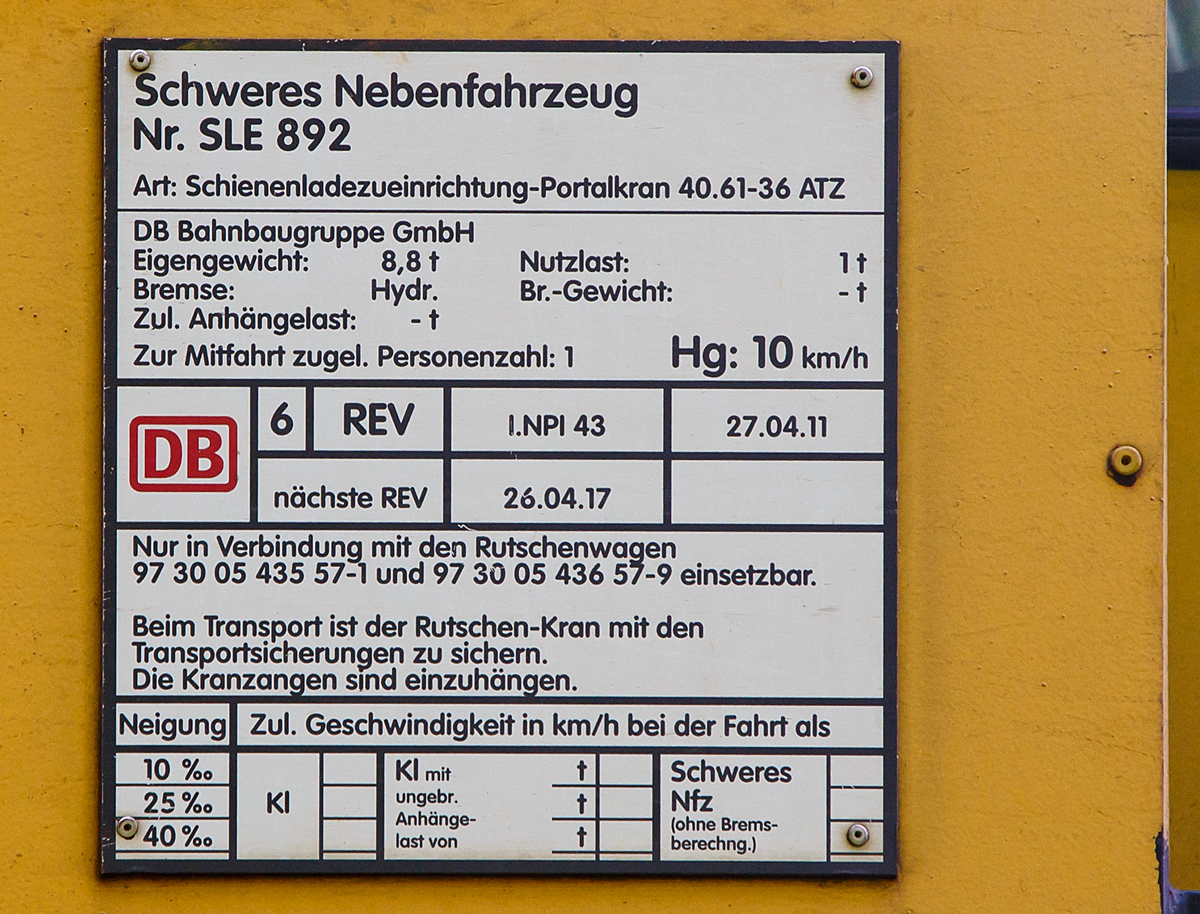 Schweres Nebenfahrzeug
Nr. SLE 892
Art: Schienenladezueinrichtung-Portalkran 40.61-36 ATZ
DB Bahnbaugruppe GmbH
Eigengewicht: 8,8 t Nutzlast: 1 t
Bremse: Hydr. Br.-Gewicht: - t
Zul. Anhängelast: - t
Zur Mitfahrt zugel. Personenzahl: 1 Hg: 10 km/h
DB 6 REV I.NPI 43 27.04.11
nächste REV 26.04.17
Nur in Verbindung mit den Rutschenwagen
97 30 05 435 57-1 und 97 30 05 436 57-9 einsetzbar.
Beim Transport ist der Rutschen-Kran mit den
Transportsicherungen zu sichern.
Die Kranzangen sind einzuhängen.
Neigung Zul. Geschwindigkeit in km/h bei der Fahrt als
10 ‰ Kl mit t Schweres
25 ‰ Kl ungebr. t Nfz
Anhänge- (ohne Brems-
40 ‰ last von t berechng.)